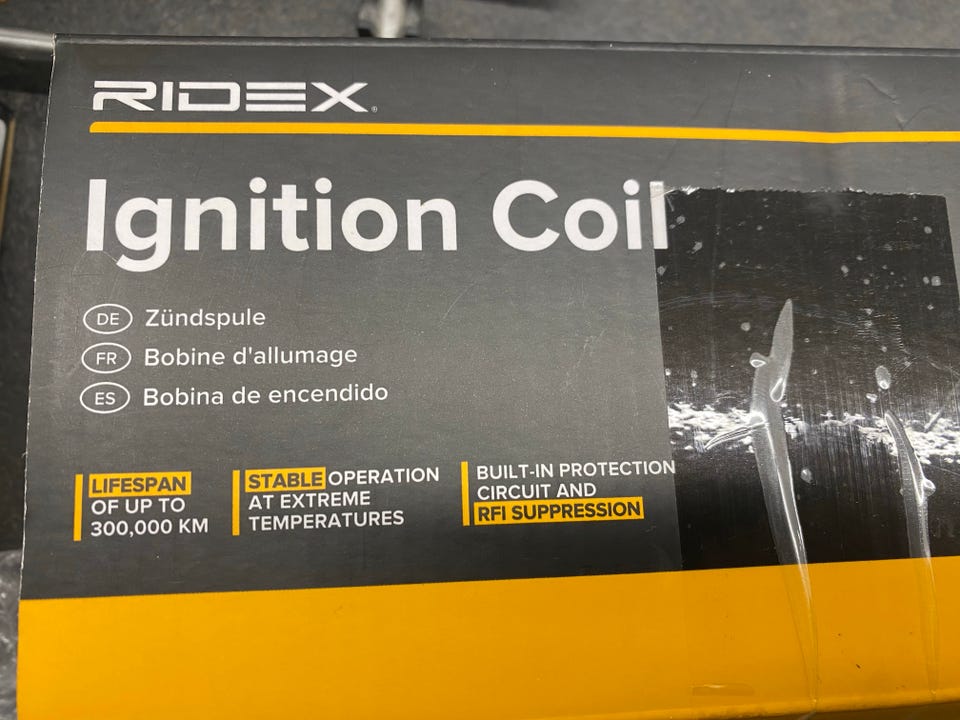 RIDEX®
Ignition Coil
DE Zündspule
FR Bobine d'allumage
ES Bobina de encendido
LIFESPAN
OF UP TO
300,000 KM
STABLE OPERATION
AT EXTREME
TEMPERATURES
BUILT-IN PROTECTION
CIRCUIT AND
RFI SUPPRESSION